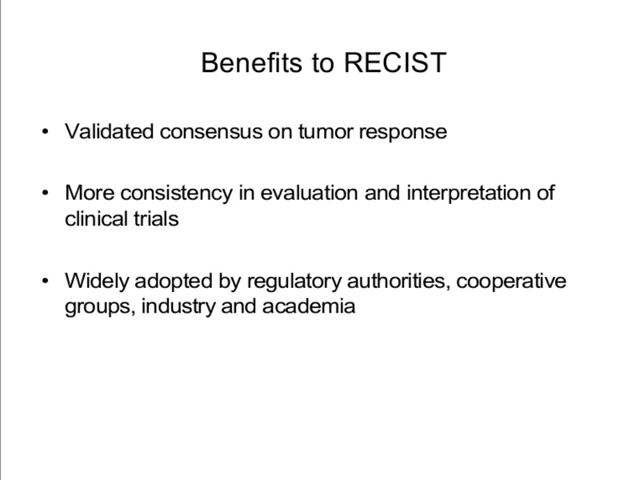 Benefits to RECIST
• Validated consensus on tumor response
• More consistency in evaluation and interpretation of
clinical trials
• Widely adopted by regulatory authorities, cooperative
groups, industry and academia